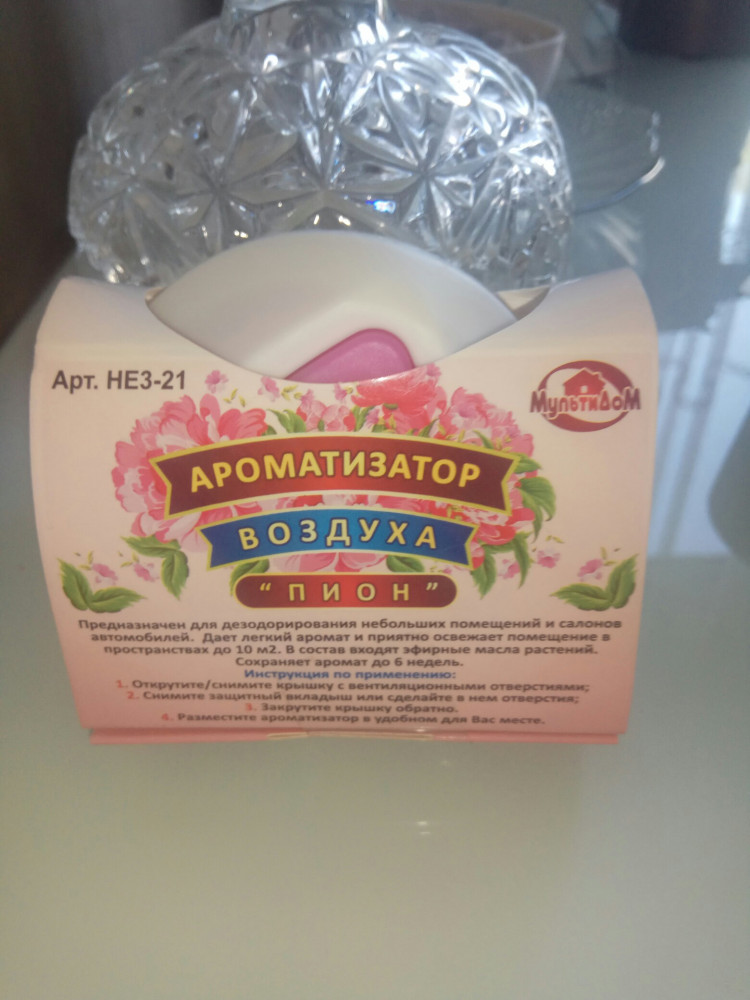 Арт. НЕ3-21
МультиДоМ
АРОМАТИЗАТОР
ВОЗДУХА
"ПИОН"
Предназначен для дезодорирования небольших помещений и салонов
автомобилей. Дает легкий аромат и приятно освежает помещение в
пространствах до 10 м2. В состав входят эфирные масла растений.
Сохраняет аромат до 6 недель.
Инструкция по применению:
1. Открутите/снимите крышку с вентиляционными отверстиями;
2. Снимите защитный вкладыш или сделайте в нем отверстия;
3. Закрутите крышку обратно.
4. Разместите ароматизатор в удобном для Вас месте.